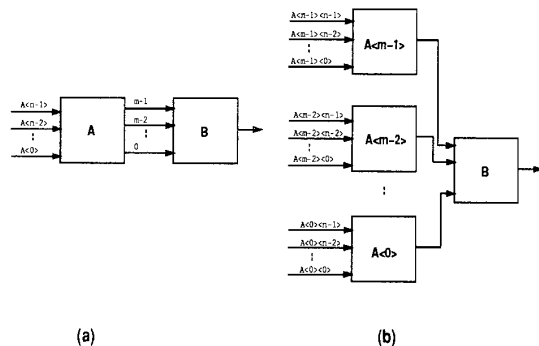 A<n-1>
A<n-2>
A<0>
A
m-1
m-2
0
B
(a)
A<m-1><n-1>
A<m-1><n-2>
A<m-1><0>
A<m-1>
A<m-2><n-1>
A<m-2><n-2>
A<m-2><0>
A<m-2>
A<0><n-1>
A<0><n-2>
A<0><0>
A<0>
B
(b)